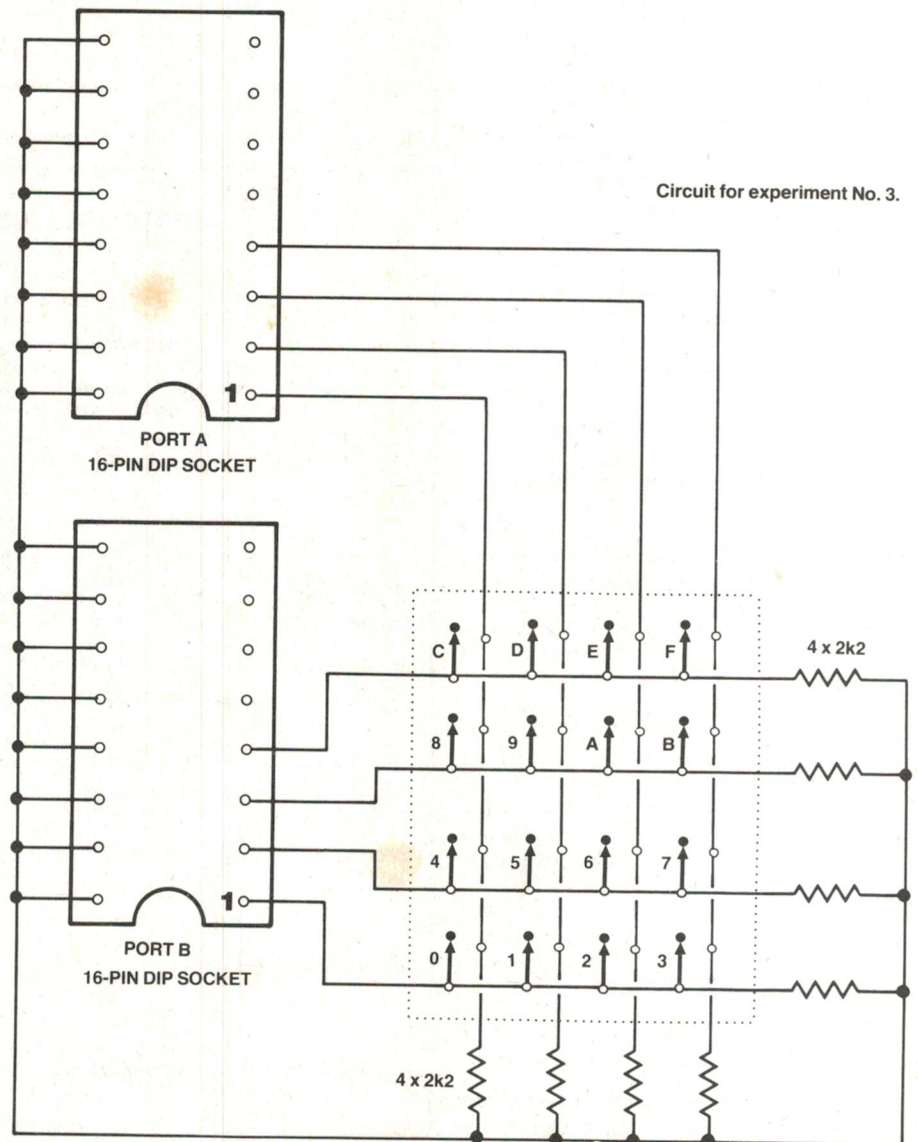 Circuit for experiment No. 3.
1
PORT A
16-PIN DIP SOCKET
C D E F
4 x 2k2
8 9 A B
4 5 6 7
1
0 1 2 3
PORT B
16-PIN DIP SOCKET
4 x 2k2